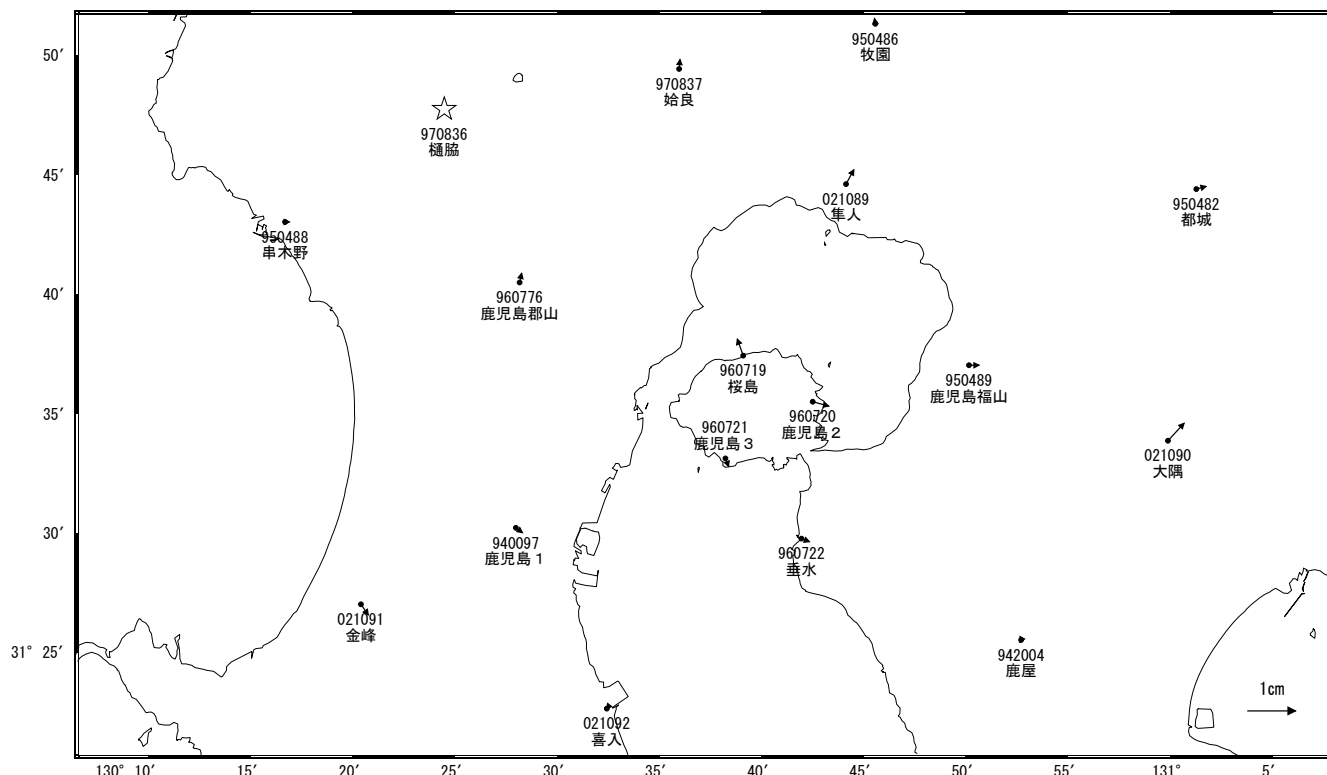 50′
950486
牧園
970837
姶良
970836
樋脇
45′
021089
隼人
950482
都城
950488
串木野
40′
960776
鹿児島郡山
960719
桜島
950489
鹿児島福山
35′
960720
鹿児島2
960721
鹿児島3
021090
大隅
30′
940097
鹿児島1
960722
垂水
021091
金峰
31° 25′
942004
鹿屋
1cm
021092
喜入
130° 10′ 15′ 20′ 25′ 30′ 35′ 40′ 45′ 50′ 55′ 131° 5′